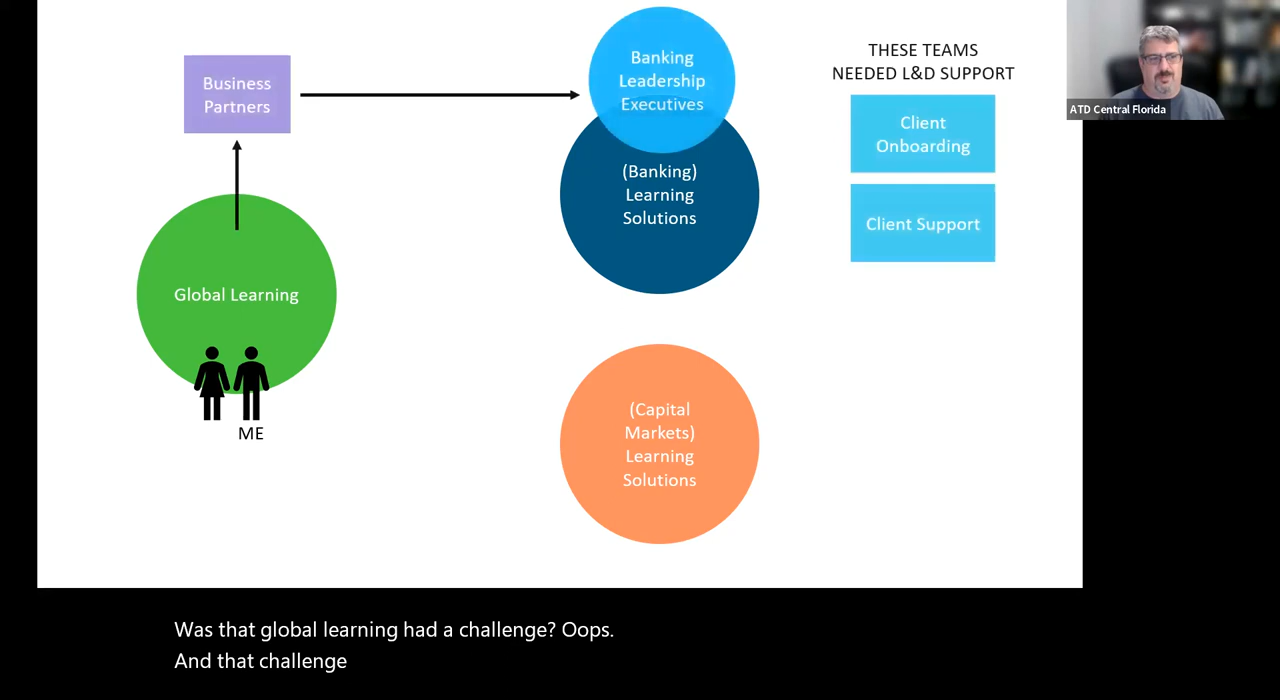 Business
Partners
Banking
Leadership
Executives
THESE TEAMS
NEEDED L&D SUPPORT
ATD Central Florida
Client
Onboarding
(Banking)
Learning
Solutions
Client Support
Global Learning
ME
(Capital
Markets)
Learning
Solutions
Was that global learning had a challenge? Oops.
And that challenge